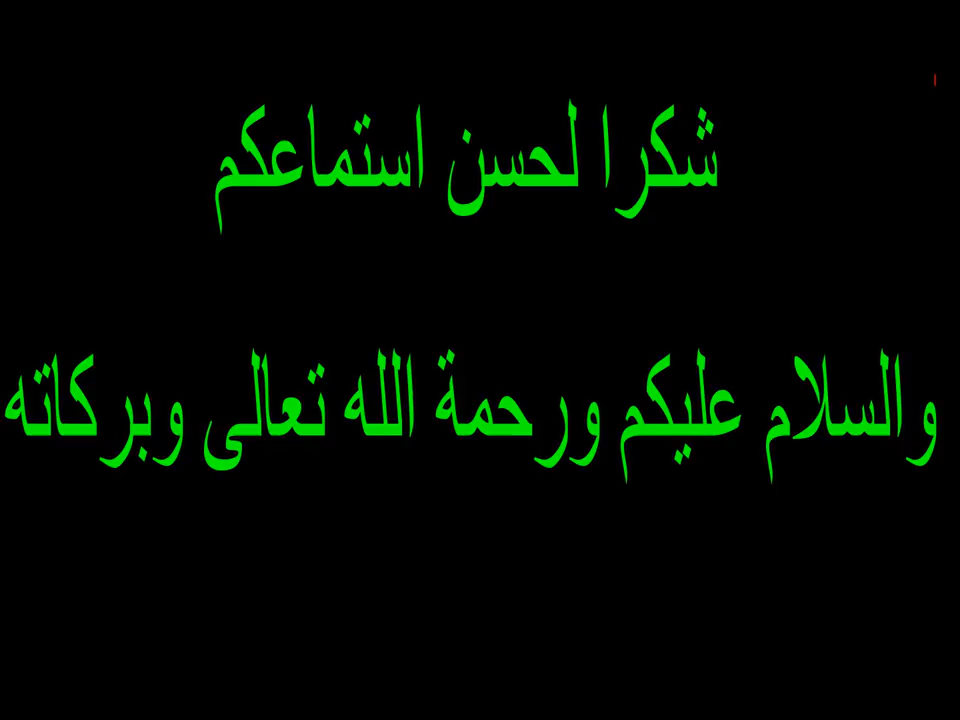 شكرا لحسن استماعكم
والسلام عليكم ورحمة الله تعالى وبركاته